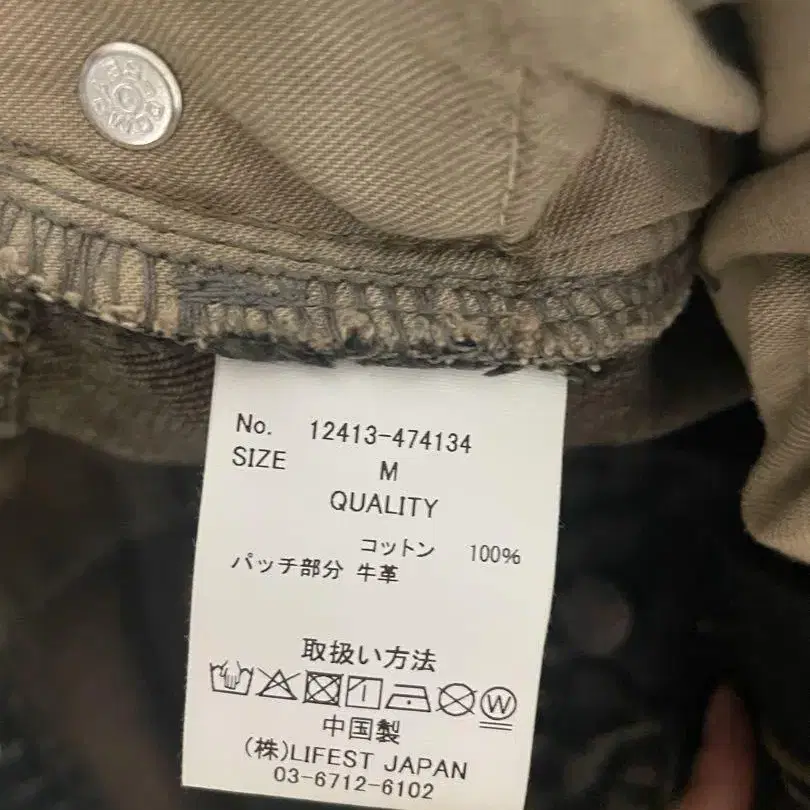 No. 12413-474134
SIZE M
QUALITY
コットン 100%
パッチ部分 牛革
取扱い方法
W
中国製
(株)LIFEST JAPAN
03-6712-6102